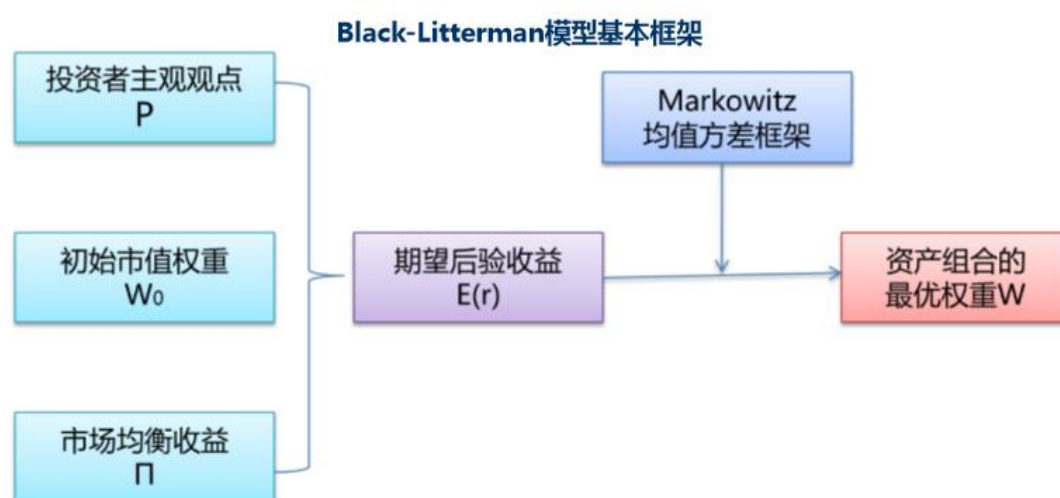 Black-Litterman模型基本框架
投资者主观观点
P
Markowitz
均值方差框架
初始市值权重
W₀
期望后验收益
E(r)
资产组合的
最优权重W
市场均衡收益
Π